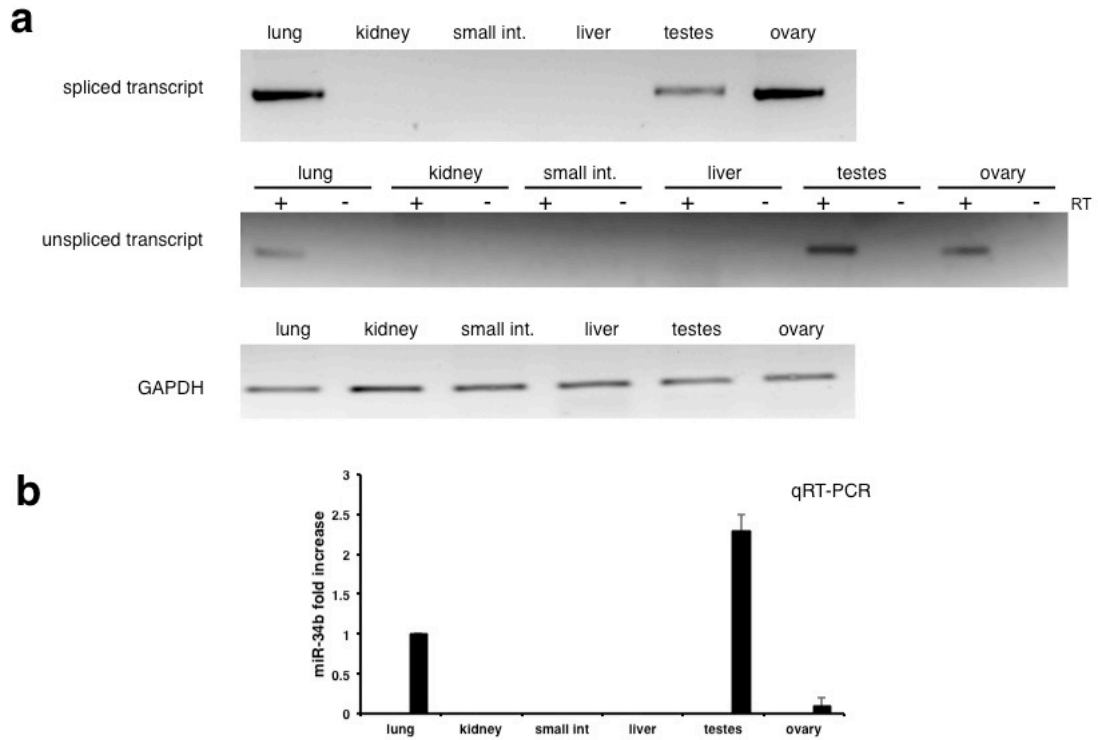 a
lung kidney small int. liver testes ovary
spliced transcript
lung kidney small int. liver testes ovary
+ - + - + - + - + - + - RT
unspliced transcript
lung kidney small int. liver testes ovary
GAPDH
b
qRT-PCR
miR-34b fold increase
3
2.5
2
1.5
1
0.5
0
lung kidney small int liver testes ovary